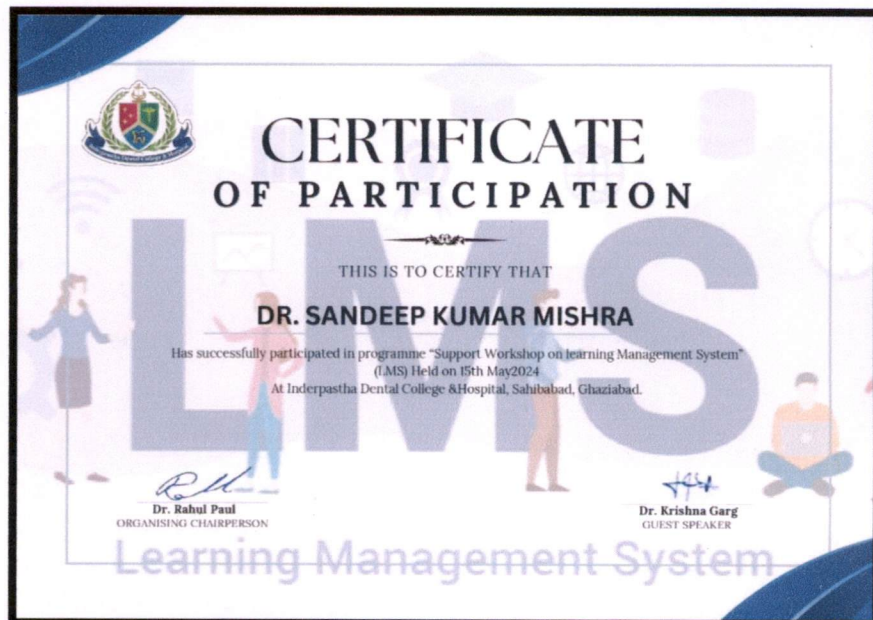 CERTIFICATE
OF PARTICIPATION
THIS IS TO CERTIFY THAT
DR. SANDEEP KUMAR MISHRA
Has successfully participated in programme "Support Workshop on learning Management System"
(LMS) Held on 15th May2024
At Inderpastha Dental College &Hospital, Sahibabad, Ghaziabad.
LMS
Dr. Rahul Paul
ORGANISING CHAIRPERSON
Dr. Krishna Garg
GUEST SPEAKER
Learning Management System